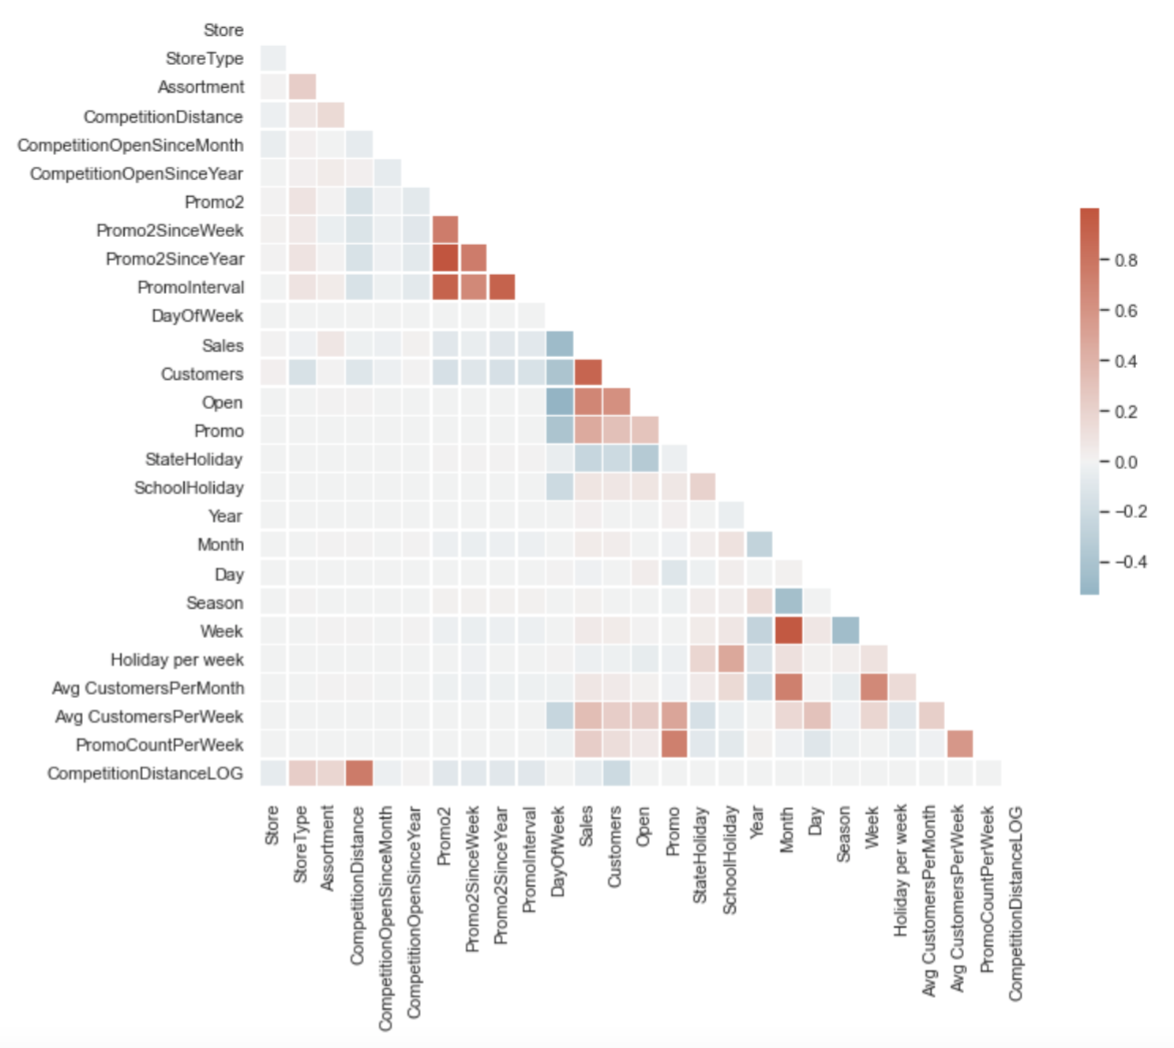 Store
StoreType
Assortment
CompetitionDistance
CompetitionOpenSinceMonth
CompetitionOpenSinceYear
Promo2
Promo2SinceWeek
Promo2SinceYear
PromoInterval
DayOfWeek
Sales
Customers
Open
Promo
StateHoliday
SchoolHoliday
Year
Month
Day
Season
Week
Holiday per week
Avg CustomersPerMonth
Avg CustomersPerWeek
PromoCountPerWeek
CompetitionDistanceLOG
Store
StoreType
Assortment
CompetitionDistance
CompetitionOpenSinceMonth
CompetitionOpenSinceYear
Promo2
Promo2SinceWeek
Promo2SinceYear
PromoInterval
DayOfWeek
Sales
Customers
Open
Promo
StateHoliday
SchoolHoliday
Year
Month
Day
Season
Week
Holiday per week
Avg CustomersPerMonth
Avg CustomersPerWeek
PromoCountPerWeek
CompetitionDistanceLOG
0.8
0.6
0.4
0.2
0.0
−0.2
−0.4